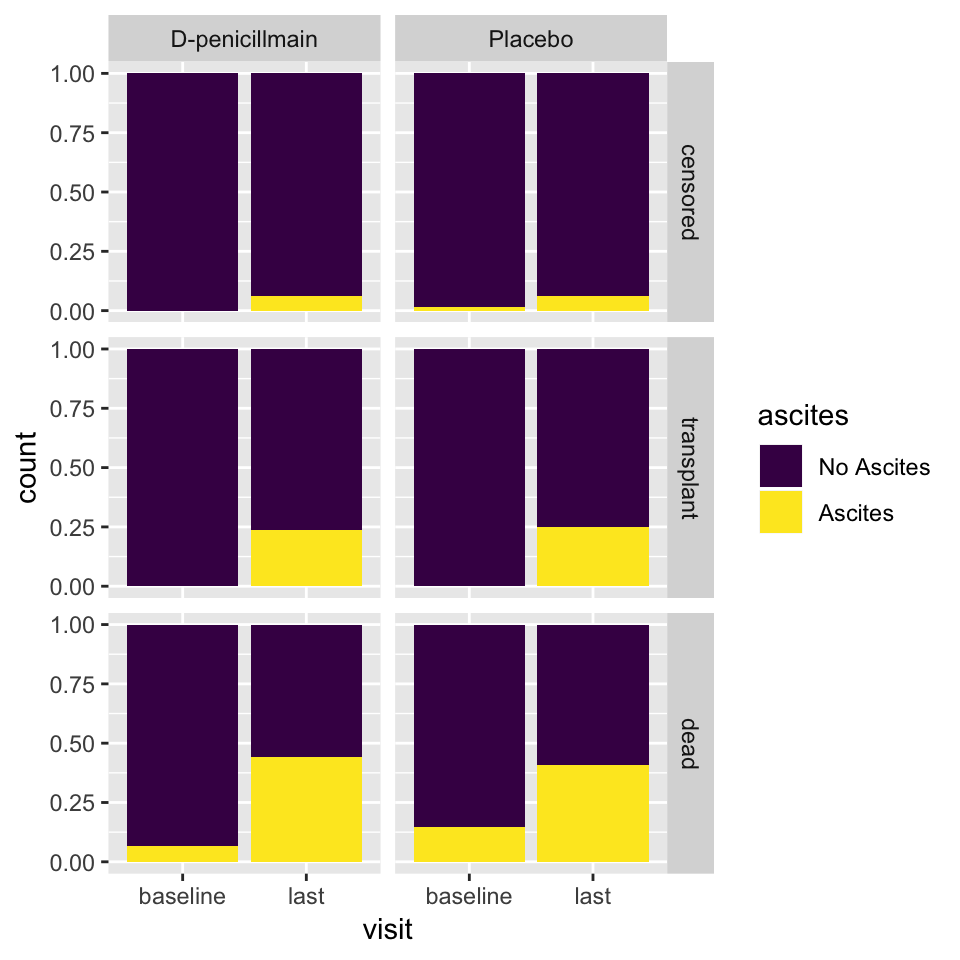 D-penicillmain Placebo
1.00
0.75
0.50
0.25
0.00
censored
1.00
0.75
0.50
0.25
0.00
transplant
1.00
0.75
0.50
0.25
0.00
dead
count
baseline last baseline last
visit
ascites
No Ascites
Ascites